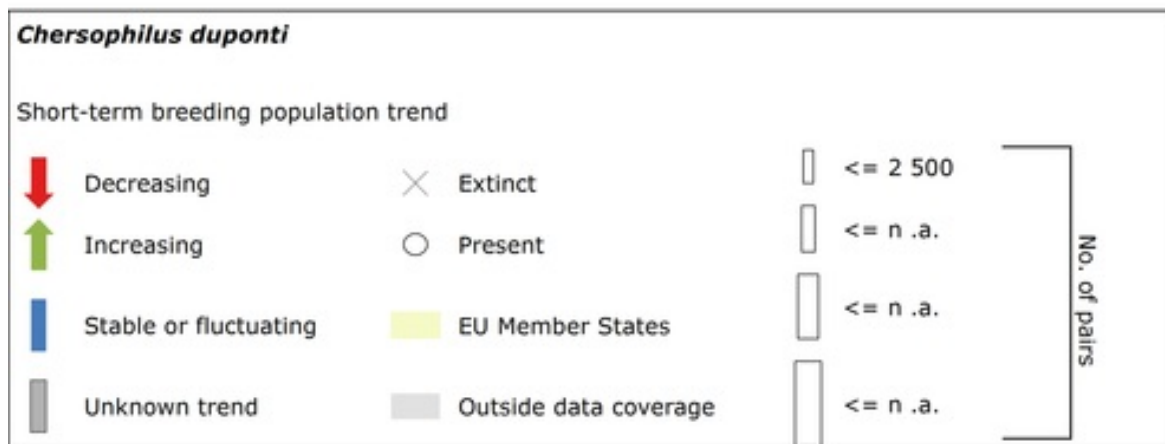 Chersophilus duponti
Short-term breeding population trend
Decreasing
Increasing
Stable or fluctuating
Unknown trend
Extinct
Present
EU Member States
Outside data coverage
<= 2 500
<= n .a.
<= n .a.
<= n .a.
No. of pairs